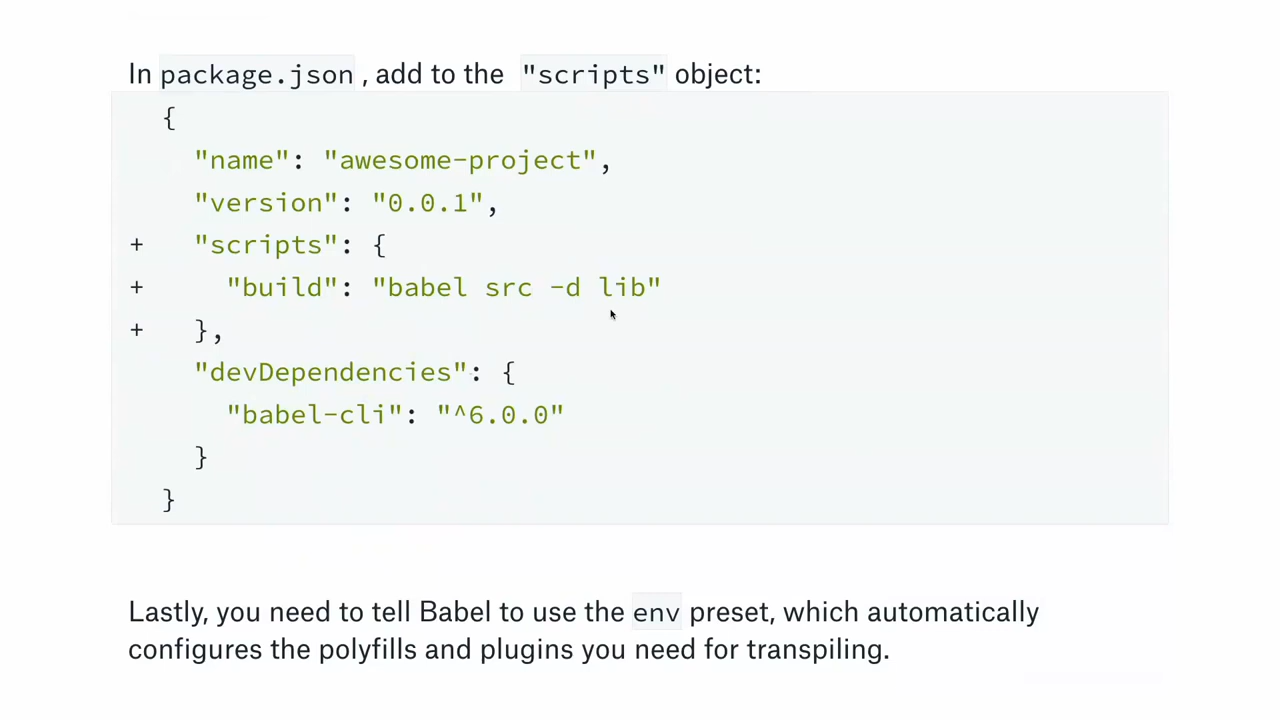 In package.json , add to the "scripts" object:
{
"name": "awesome-project",
"version": "0.0.1",
+ "scripts": {
+ "build": "babel src -d lib"
+ },
"devDependencies": {
"babel-cli": "^6.0.0"
}
}
Lastly, you need to tell Babel to use the env preset, which automatically
configures the polyfills and plugins you need for transpiling.